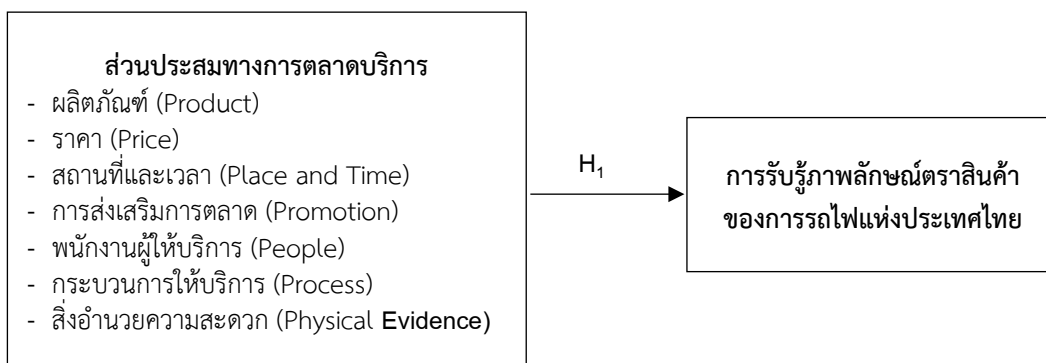 ส่วนประสมทางการตลาดบริการ
- ผลิตภัณฑ์ (Product)
- ราคา (Price)
- สถานที่และเวลา (Place and Time)
- การส่งเสริมการตลาด (Promotion)
- พนักงานผู้ให้บริการ (People)
- กระบวนการให้บริการ (Process)
- สิ่งอำนวยความสะดวก (Physical Evidence)
H₁
การรับรู้ภาพลักษณ์ตราสินค้า
ของการรถไฟแห่งประเทศไทย